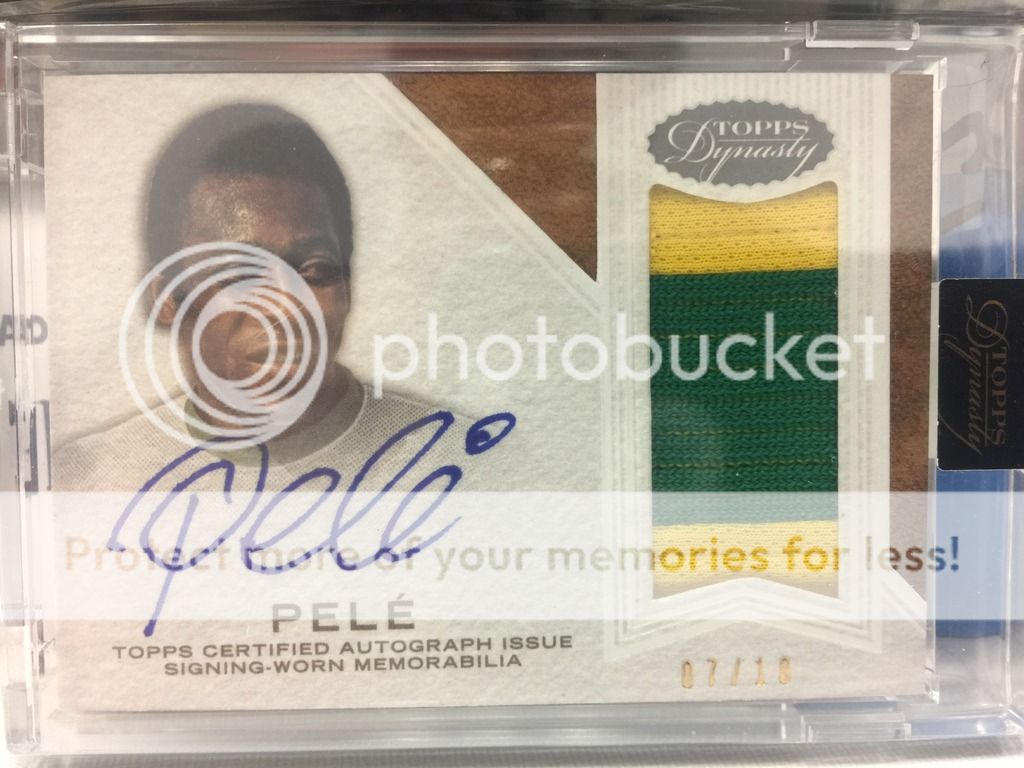 TOPPS
Dynasty
photobucket
TOPPS
Dynasty
Pelé
Protect more of your memories for less!
PELÉ
TOPPS CERTIFIED AUTOGRAPH ISSUE
SIGNING-WORN MEMORABILIA
07/10